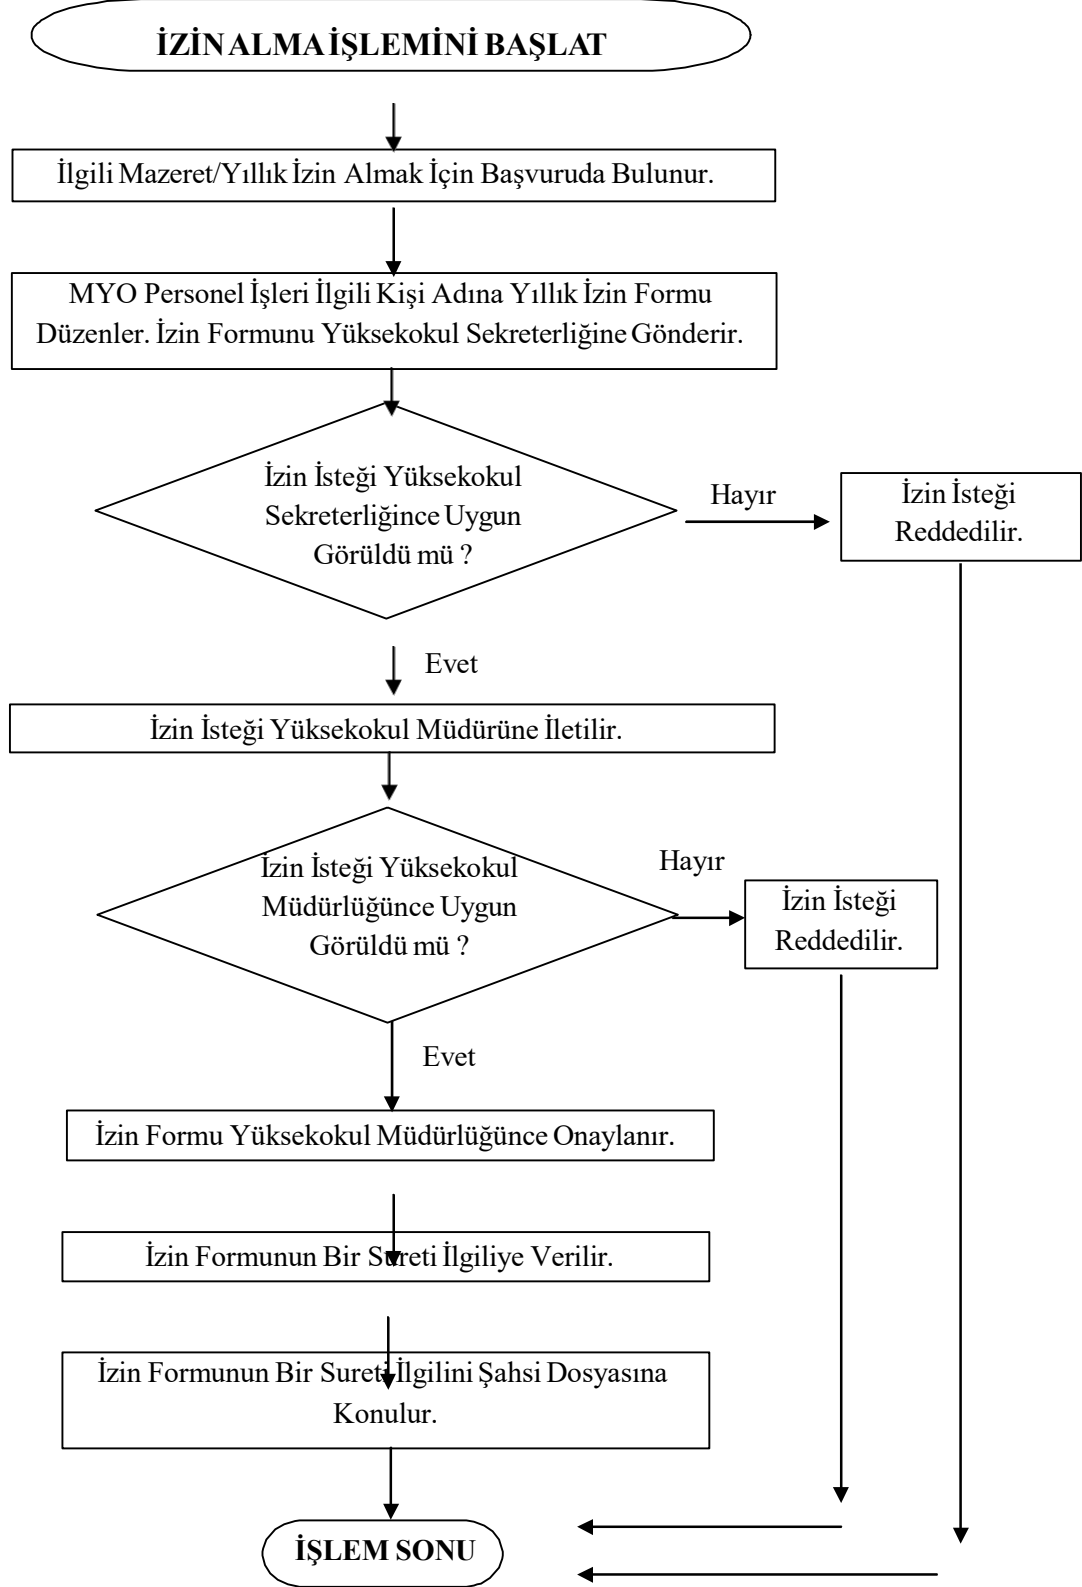 İZİN ALMA İŞLEMİNİ BAŞLAT
İlgili Mazeret/Yıllık İzin Almak İçin Başvuruda Bulunur.
MYO Personel İşleri İlgili Kişi Adına Yıllık İzin Formu
Düzenler. İzin Formunu Yüksekokul Sekreterliğine Gönderir.
İzin İsteği Yüksekokul
Sekreterliğince Uygun
Görüldü mü ?
Hayır
İzin İsteği
Reddedilir.
Evet
İzin İsteği Yüksekokul Müdürüne İletilir.
İzin İsteği Yüksekokul
Müdürlüğünce Uygun
Görüldü mü ?
Hayır
İzin İsteği
Reddedilir.
Evet
İzin Formu Yüksekokul Müdürlüğünce Onaylanır.
İzin Formunun Bir Sureti İlgiliye Verilir.
İzin Formunun Bir Sureti İlgilini Şahsi Dosyasına
Konulur.
İŞLEM SONU